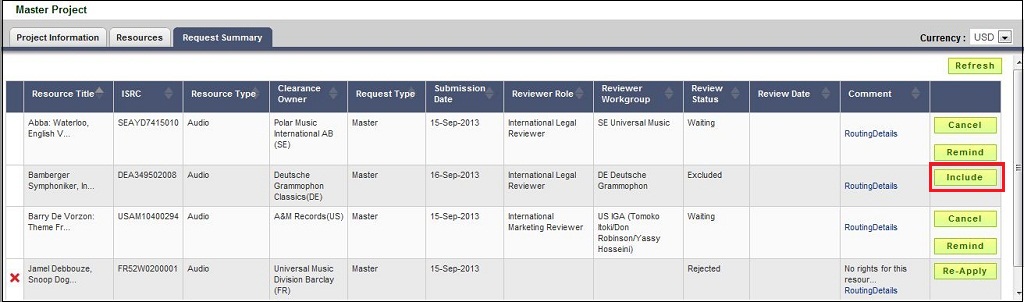 Master Project
Project Information Resources Request Summary Currency : USD
Refresh
Resource Title ISRC Resource Type Clearance Owner Request Type Submission Date Reviewer Role Reviewer Workgroup Review Status Review Date Comment
Abba: Waterloo, English V... SEAYD7415010 Audio Polar Music International AB (SE) Master 15-Sep-2013 International Legal Reviewer SE Universal Music Waiting RoutingDetails Cancel
Remind
Bamberger Symphoniker, In... DEA349502008 Audio Deutsche Grammophon Classics(DE) Master 16-Sep-2013 International Legal Reviewer DE Deutsche Grammophon Excluded RoutingDetails Include
Barry De Vorzon: Theme Fr... USAM10400294 Audio A&M Records(US) Master 15-Sep-2013 International Marketing Reviewer US IGA (Tomoko Itoki/Don Robinson/Yassy Hosseini) Waiting RoutingDetails Cancel
Remind
Jamel Debbouze, Snoop Dog... FR52W0200001 Audio Universal Music Division Barclay (FR) Master 15-Sep-2013 Rejected No rights for this resour... RoutingDetails Re-Apply